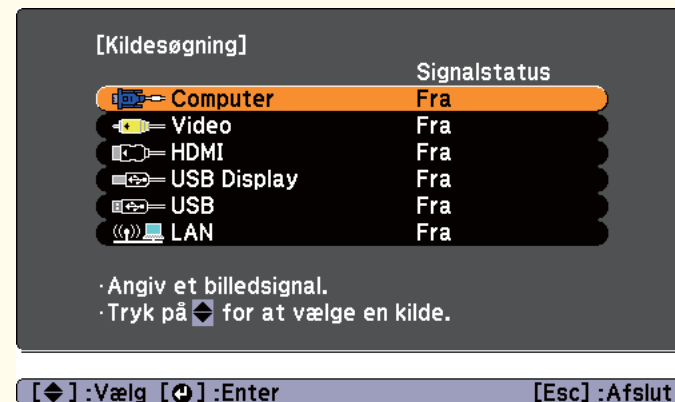 [Kildesøgning]
Signalstatus
Computer Fra
Video Fra
HDMI Fra
USB Display Fra
USB Fra
LAN Fra
·Angiv et billedsignal.
·Tryk på for at vælge en kilde.
[ ] :Vælg [ ] :Enter [Esc] :Afslut